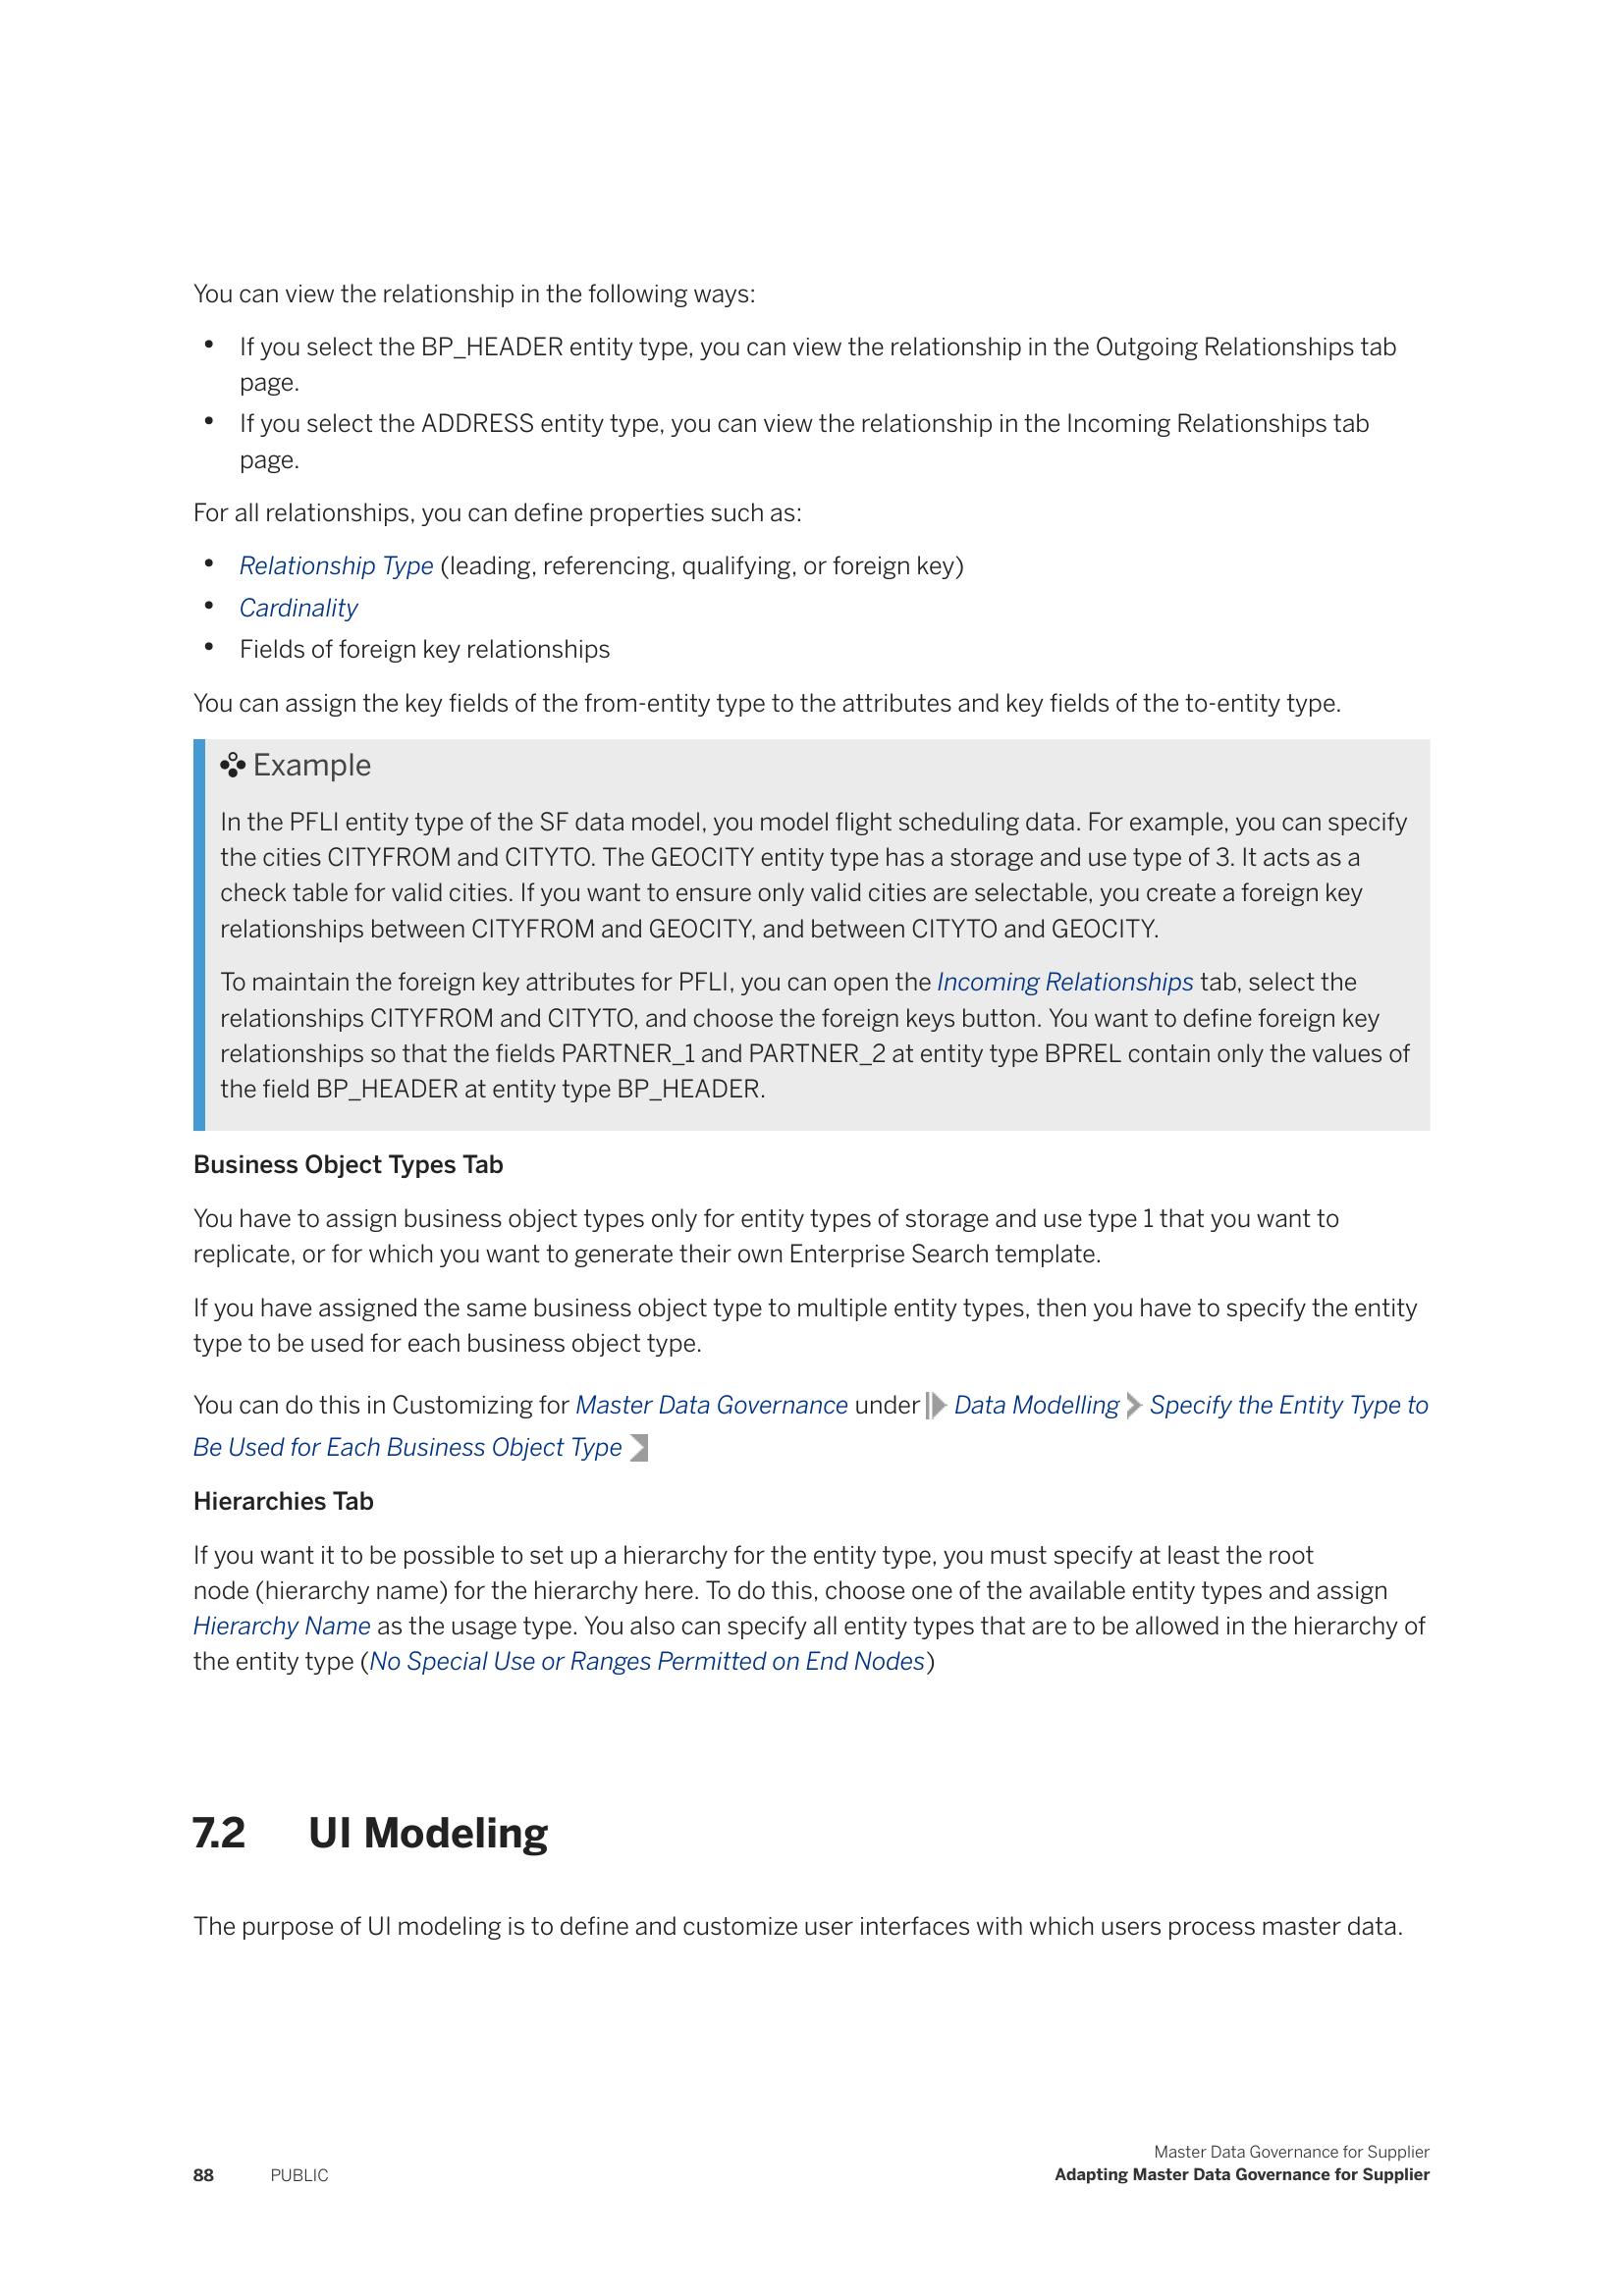 You can view the relationship in the following ways:
• If you select the BP_HEADER entity type, you can view the relationship in the Outgoing Relationships tab
page.
• If you select the ADDRESS entity type, you can view the relationship in the Incoming Relationships tab
page.
For all relationships, you can define properties such as:
• Relationship Type (leading, referencing, qualifying, or foreign key)
• Cardinality
• Fields of foreign key relationships
You can assign the key fields of the from-entity type to the attributes and key fields of the to-entity type.
Example
In the PFLI entity type of the SF data model, you model flight scheduling data. For example, you can specify
the cities CITYFROM and CITYTO. The GEOCITY entity type has a storage and use type of 3. It acts as a
check table for valid cities. If you want to ensure only valid cities are selectable, you create a foreign key
relationships between CITYFROM and GEOCITY, and between CITYTO and GEOCITY.
To maintain the foreign key attributes for PFLI, you can open the Incoming Relationships tab, select the
relationships CITYFROM and CITYTO, and choose the foreign keys button. You want to define foreign key
relationships so that the fields PARTNER_1 and PARTNER_2 at entity type BPREL contain only the values of
the field BP_HEADER at entity type BP_HEADER.
Business Object Types Tab
You have to assign business object types only for entity types of storage and use type 1 that you want to
replicate, or for which you want to generate their own Enterprise Search template.
If you have assigned the same business object type to multiple entity types, then you have to specify the entity
type to be used for each business object type.
You can do this in Customizing for Master Data Governance under Data Modelling Specify the Entity Type to
Be Used for Each Business Object Type
Hierarchies Tab
If you want it to be possible to set up a hierarchy for the entity type, you must specify at least the root
node (hierarchy name) for the hierarchy here. To do this, choose one of the available entity types and assign
Hierarchy Name as the usage type. You also can specify all entity types that are to be allowed in the hierarchy of
the entity type (No Special Use or Ranges Permitted on End Nodes)
7.2 UI Modeling
The purpose of UI modeling is to define and customize user interfaces with which users process master data.
Master Data Governance for Supplier
88 PUBLIC Adapting Master Data Governance for Supplier